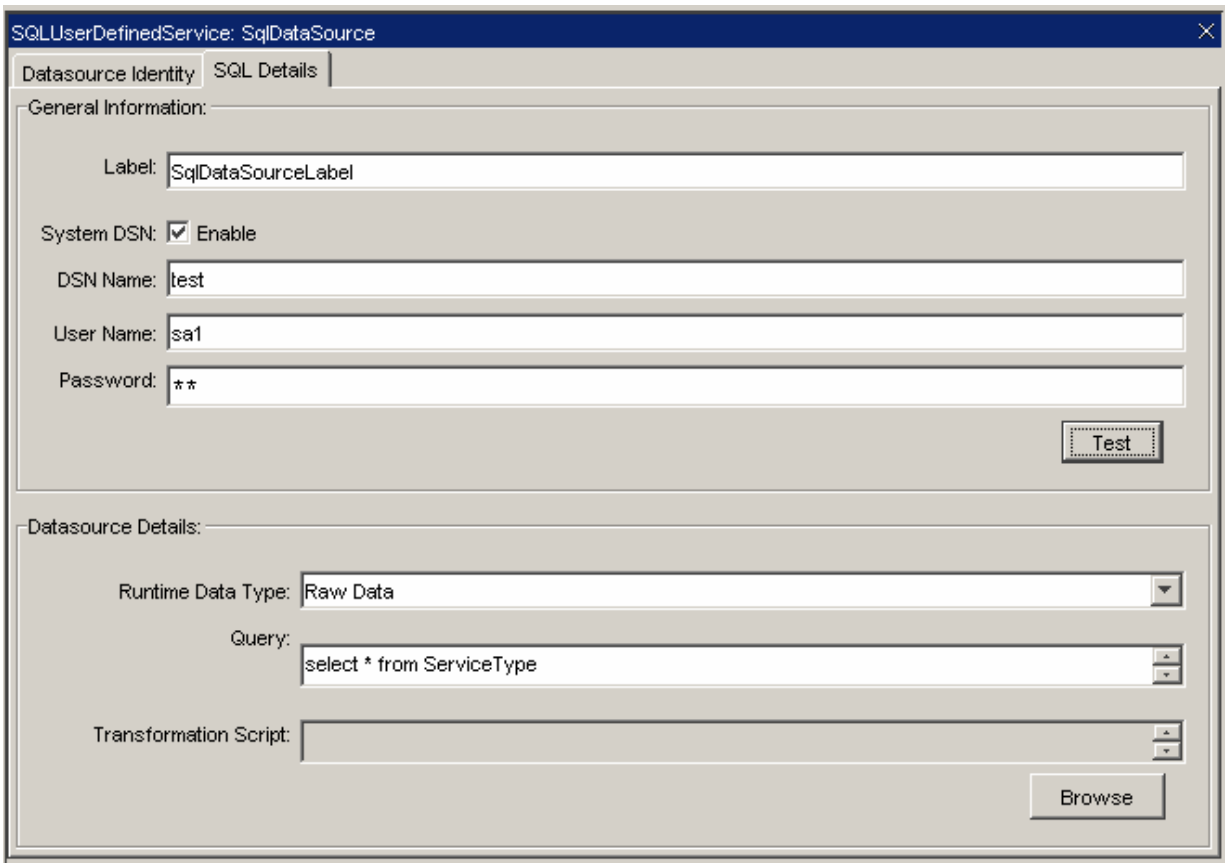 SQLUserDefinedService: SqlDataSource
Datasource Identity SQL Details
General Information:
Label: SqlDataSourceLabel
System DSN: Enable
DSN Name: test
User Name: sa1
Password: **
Test
Datasource Details:
Runtime Data Type: Raw Data
Query:
select * from ServiceType
Transformation Script:
Browse